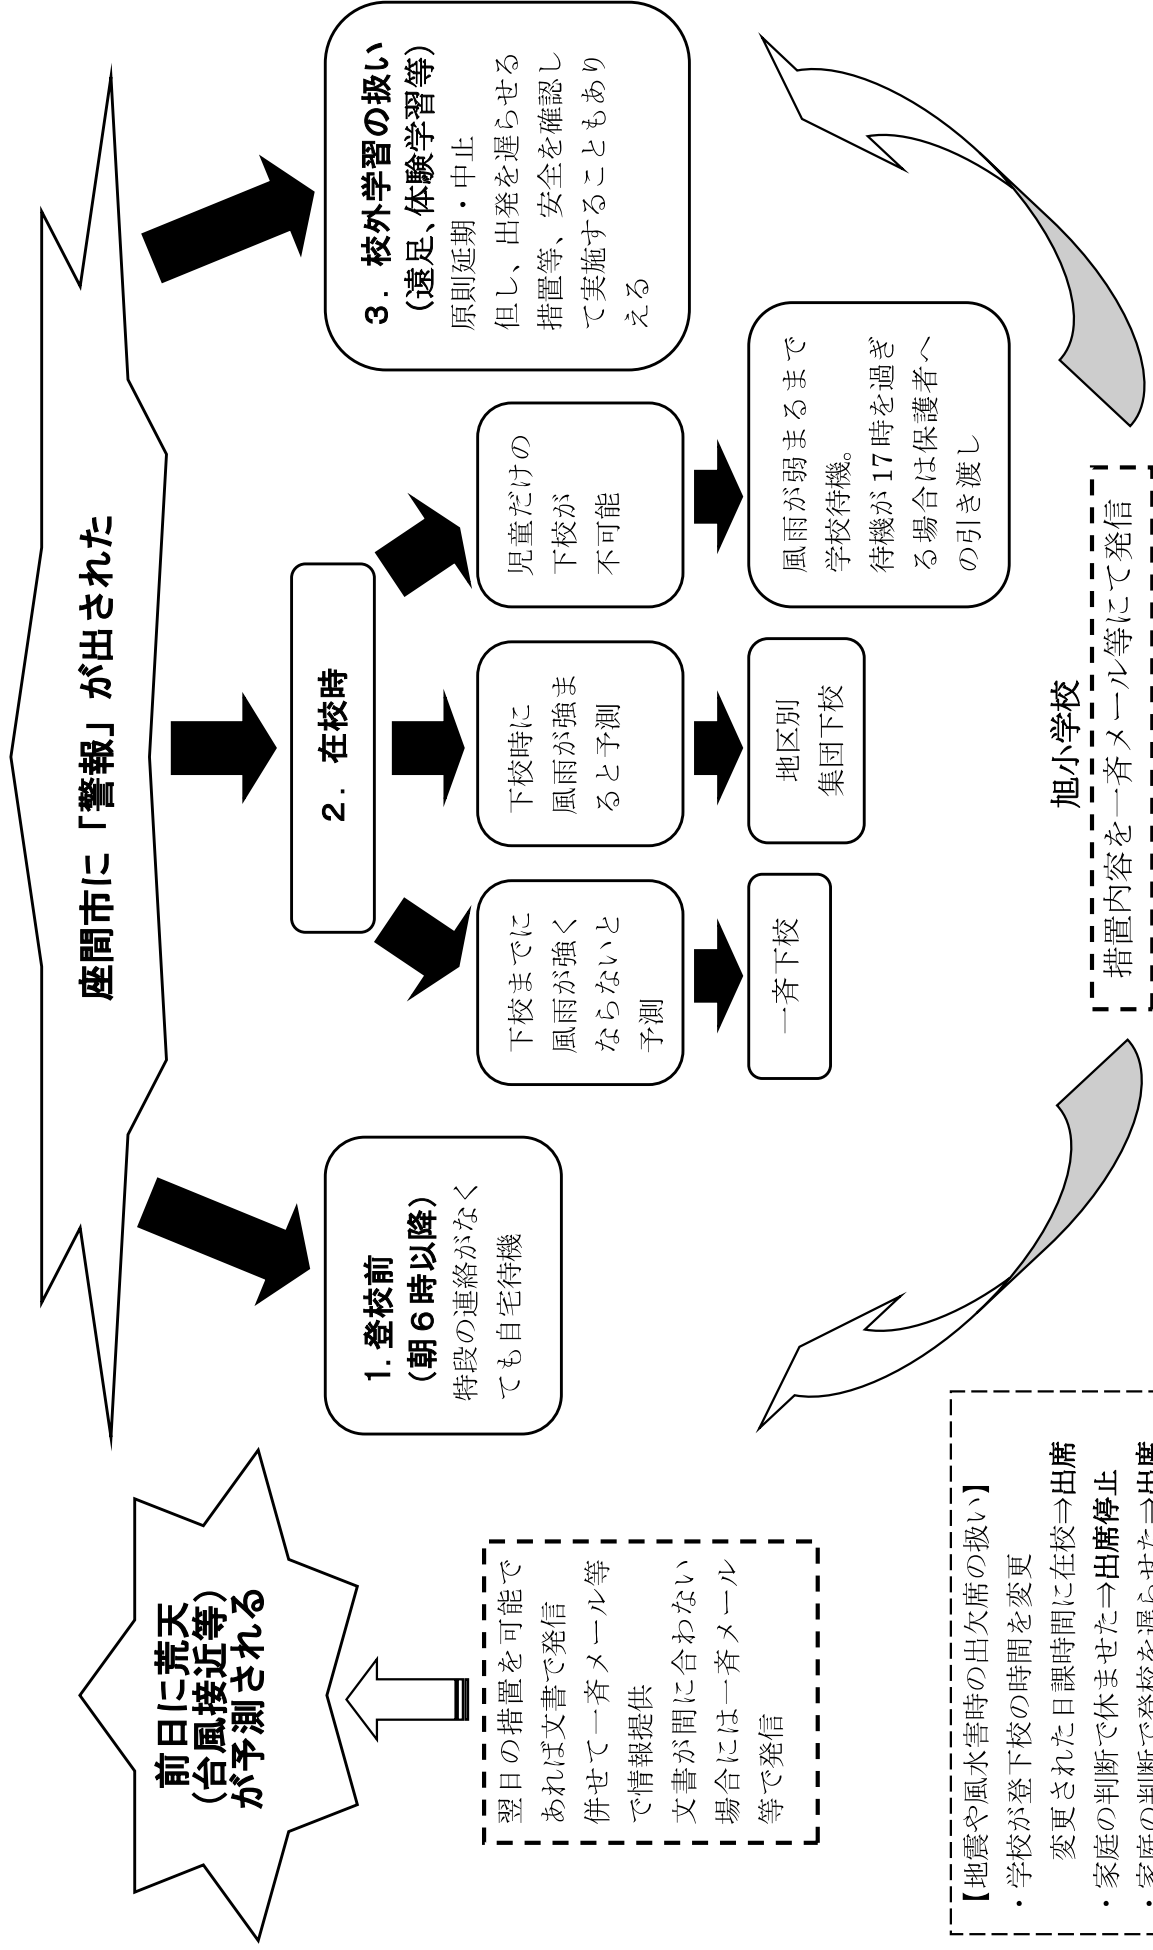 前日に荒天
（台風接近等）
が予測される
翌日の措置を可能で
あれば文書で発信
併せて一斉メール等
で情報提供
文書が間に合わない
場合には一斉メール
等で発信
座間市に「警報」が出された
1. 登校前
（朝６時以降）
特段の連絡がなく
ても自宅待機
２．在校時
下校までに
風雨が強く
ならないと
予測
一斉下校
下校時に
風雨が強ま
ると予測
地区別
集団下校
児童だけの
下校が
不可能
風雨が弱まるまで
学校待機。
待機が 17 時を過ぎ
る場合は保護者へ
の引き渡し
３．校外学習の扱い
（遠足、体験学習等）
原則延期・中止
但し、出発を遅らせる
措置等、安全を確認し
て実施することもあり
える
旭小学校
措置内容を一斉メール等にて発信
【地震や風水害時の出欠席の扱い】
・学校が登下校の時間を変更
変更された日課時間に在校⇒出席
・家庭の判断で休ませた⇒出席停止
・家庭の判断で登校を遅らせた⇒出席